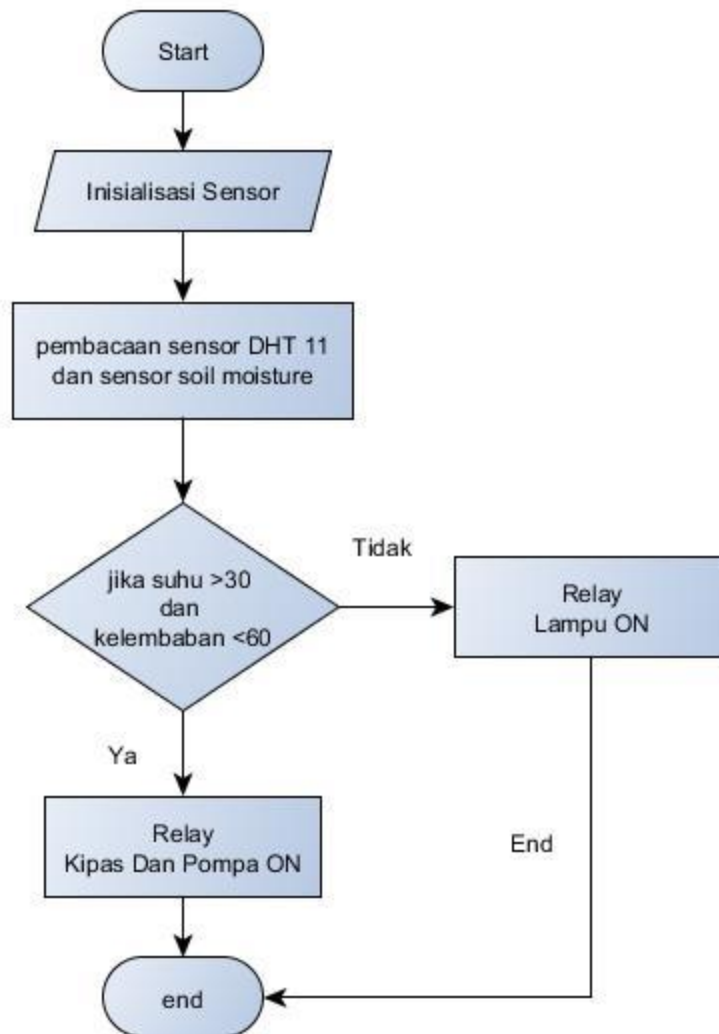 Start
Inisialisasi Sensor
pembacaan sensor DHT 11
dan sensor soil moisture
jika suhu >30
dan
kelembaban <60
Tidak
Relay
Lampu ON
Ya
Relay
Kipas Dan Pompa ON
End
end